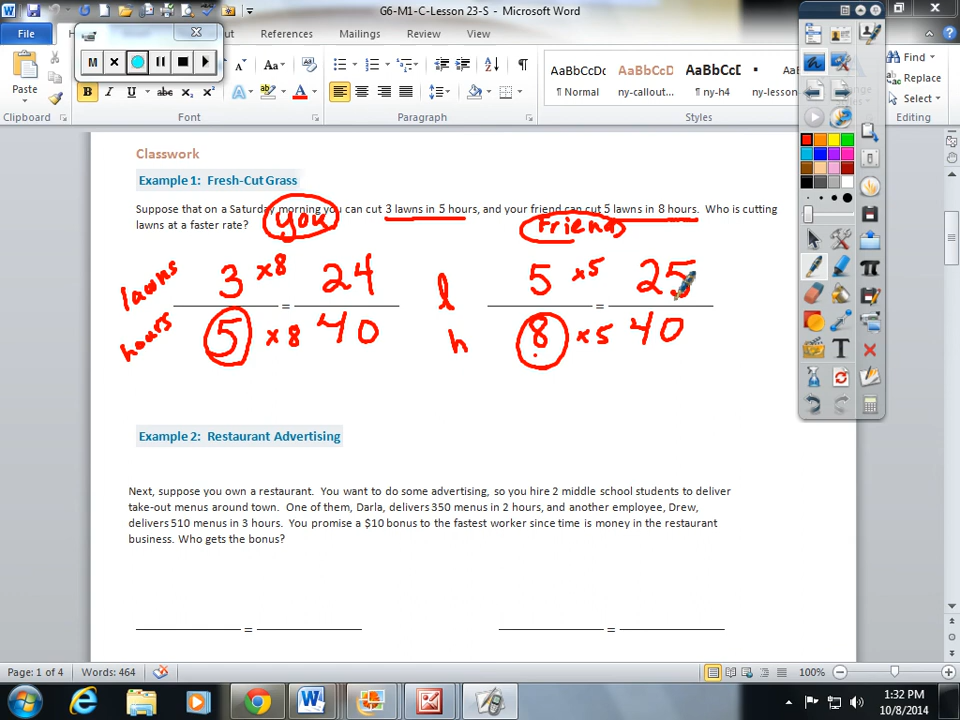 G6-M1-C-Lesson 23-S - Microsoft Word
File
References
Mailings
Review
View
Paste
Clipboard
Font
Paragraph
AaBbCcDc
AaBbCcD
AaBbCcDc
AaBb
¶ Normal
ny-callout...
¶ ny-h4
ny-lesson
Styles
Find
Replace
Select
Editing
Classwork
Example 1: Fresh-Cut Grass
Suppose that on a Saturday morning you can cut 3 lawns in 5 hours, and your friend can cut 5 lawns in 8 hours. Who is cutting
lawns at a faster rate?
you
Friend
lawns 3 x8 24
=
hours 5 x8 40
l 5 x5 25
=
h 8 x5 40
Example 2: Restaurant Advertising
Next, suppose you own a restaurant. You want to do some advertising, so you hire 2 middle school students to deliver
take-out menus around town. One of them, Darla, delivers 350 menus in 2 hours, and another employee, Drew,
delivers 510 menus in 3 hours. You promise a $10 bonus to the fastest worker since time is money in the restaurant
business. Who gets the bonus?
=
=
Page: 1 of 4
Words: 464
100%
1:32 PM
10/8/2014